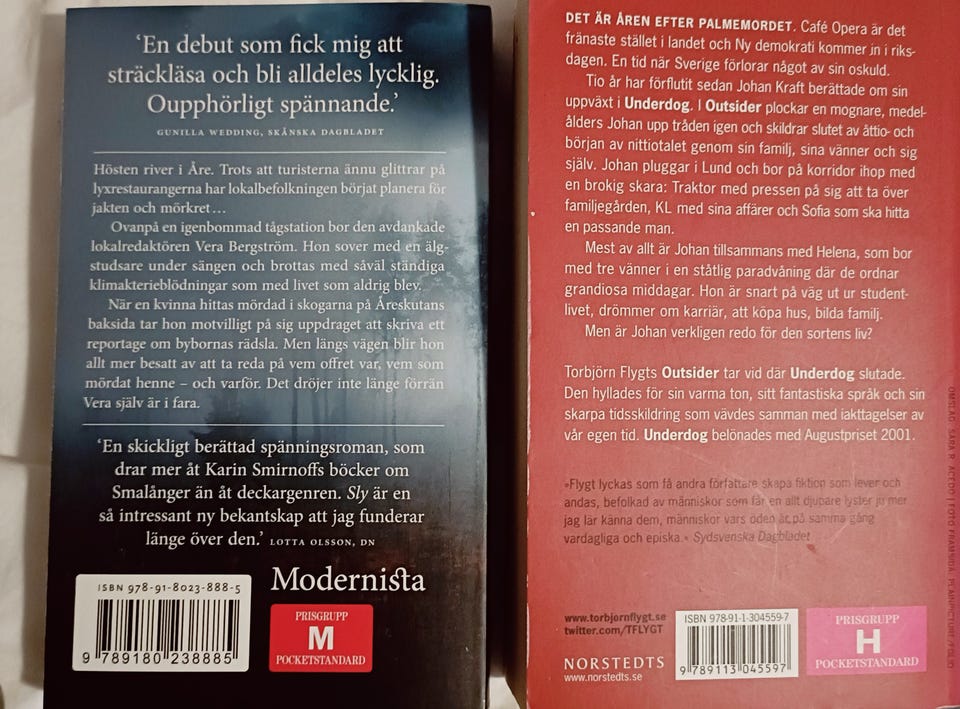 ‘En debut som fick mig att
sträckläsa och bli alldeles lycklig.
Oupphörligt spännande.’
GUNILLA WEDDING, SKÅNSKA DAGBLADET
Hösten river i Åre. Trots att turisterna ännu glittrar på
lyxrestaurangerna har lokalbefolkningen börjat planera för
jakten och mörkret…
Ovanpå en igenbommad tågstation bor den avdankade
lokalredaktören Vera Bergström. Hon sover med en älg-
studsare under sängen och brottas med såväl ständiga
klimakterieblödningar som med livet som aldrig blev.
När en kvinna hittas mördad i skogarna på Åreskutans
baksida tar hon motvilligt på sig uppdraget att skriva ett
reportage om bybornas rädsla. Men längs vägen blir hon
allt mer besatt av att ta reda på vem offret var, vem som
mördat henne – och varför. Det dröjer inte länge förrän
Vera själv är i fara.
‘En skickligt berättad spänningsroman, som
drar mer åt Karin Smirnoffs böcker om
Smalånger än åt deckargenren. Sly är en
så intressant ny bekantskap att jag funderar
länge över den.’ LOTTA OLSSON, DN
Modernista
ISBN 978-91-8023-888-5
9 789180 238885
PRISGRUPP
M
POCKETSTANDARD
DET ÄR ÅREN EFTER PALMEMORDET. Café Opera är det
fränaste stället i landet och Ny demokrati kommer in i riks-
dagen. En tid när Sverige förlorar något av sin oskuld.
Tio år har förflutit sedan Johan Kraft berättade om sin
uppväxt i Underdog. I Outsider plockar en mognare, medel-
ålders Johan upp tråden igen och skildrar slutet av åttio- och
början av nittiotalet genom sin familj, sina vänner och sig
själv. Johan pluggar i Lund och bor på korridor ihop med
en brokig skara: Traktor med pressen på sig att ta över
familjegården, KL med sina affärer och Sofia som ska hitta
en passande man.
Mest av allt är Johan tillsammans med Helena, som bor
med tre vänner i en ståtlig paradvåning där de ordnar
grandiosa middagar. Hon är snart på väg ut ur student-
livet, drömmer om karriär, att köpa hus, bilda familj.
Men är Johan verkligen redo för den sortens liv?
Torbjörn Flygts Outsider tar vid där Underdog slutade.
Den hyllades för sin varma ton, sitt fantastiska språk och sin
skarpa tidsskildring som vävdes samman med iakttagelser av
vår egen tid. Underdog belönades med Augustpriset 2001.
»Flygt lyckas som få andra författare skapa fiktion som lever och
andas, befolkad av människor som får en allt djupare lyster ju mer
jag lär känna dem, människor vars öden är på samma gång
vardagliga och episka.« Sydsvenska Dagbladet
www.torbjornflygt.se
twitter.com/TFLYGT
NORSTEDTS
www.norstedts.se
ISBN 978-91-1-304559-7
9 789113 045597
PRISGRUPP
H
POCKETSTANDARD
OMSLAG: SARA R. ACEDO | FOTO FRAMSIDA: PLAINPICTURE